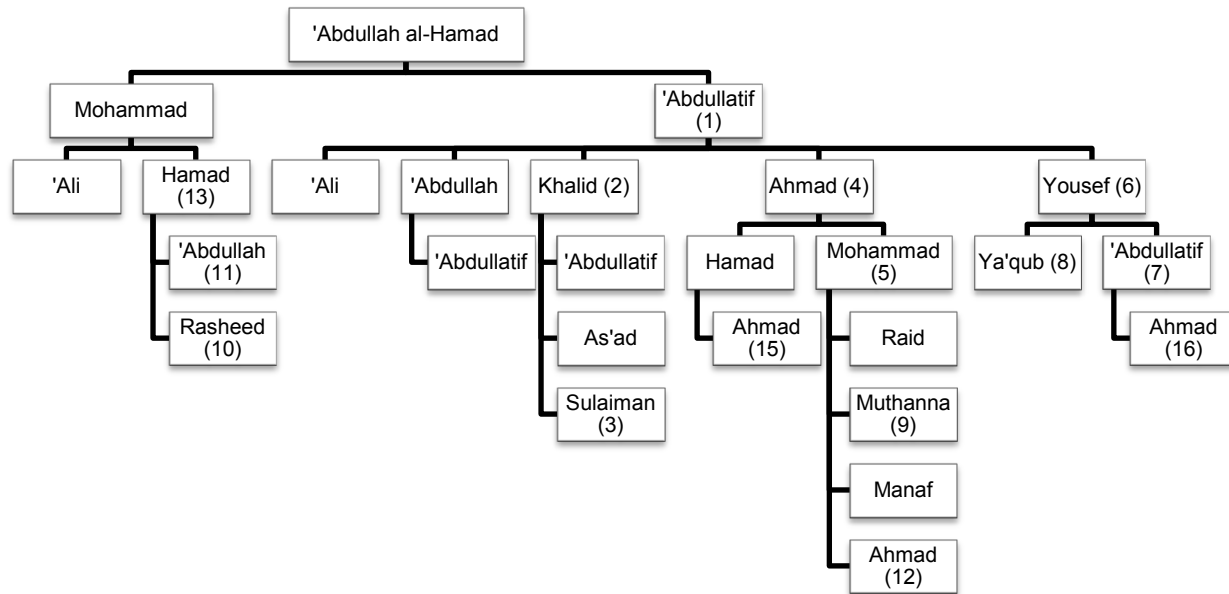 'Abdullah al-Hamad
Mohammad
'Abdullatif
(1)
'Ali
Hamad
(13)
'Ali
'Abdullah
Khalid (2)
Ahmad (4)
Yousef (6)
'Abdullah
(11)
'Abdullatif
'Abdullatif
Hamad
Mohammad
(5)
Ya'qub (8)
'Abdullatif
(7)
Rasheed
(10)
As'ad
Ahmad
(15)
Raid
Ahmad
(16)
Sulaiman
(3)
Muthanna
(9)
Manaf
Ahmad
(12)